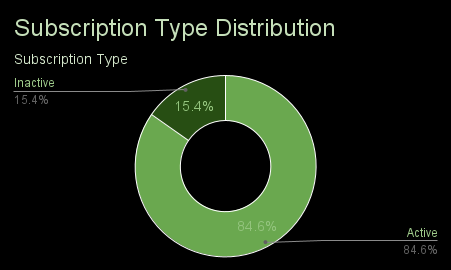 Subscription Type Distribution
Subscription Type
Inactive
15.4%
15.4%
84.6%
Active
84.6%